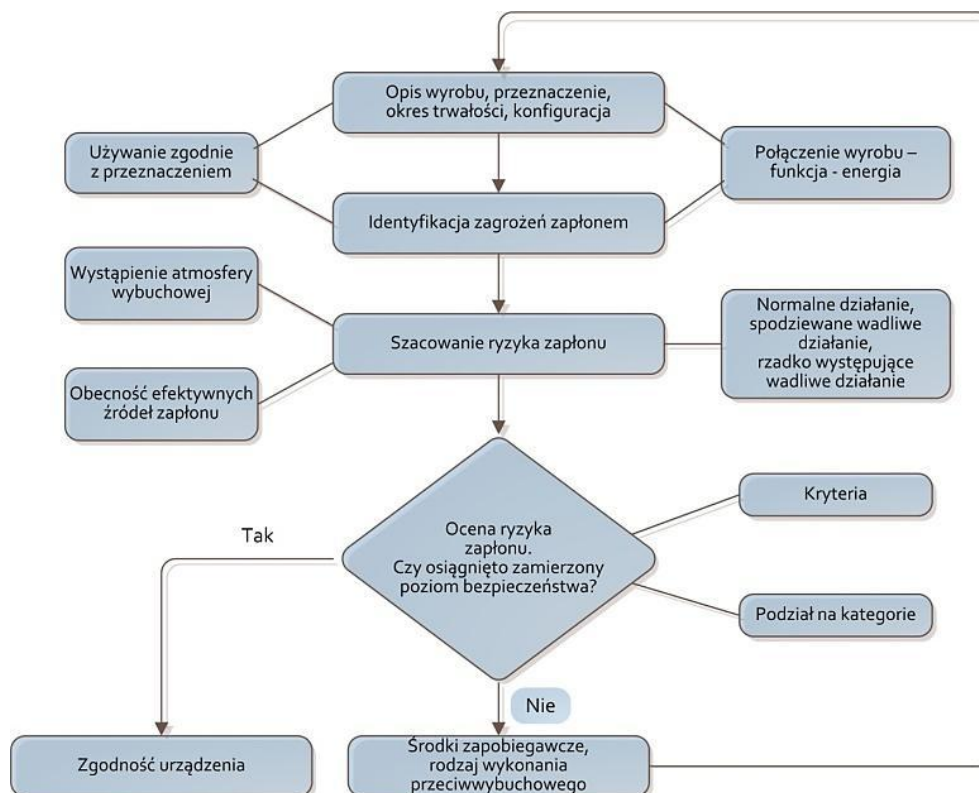 Opis wyrobu, przeznaczenie,
okres trwałości, konfiguracja
Używanie zgodnie
z przeznaczeniem
Połączenie wyrobu –
funkcja - energia
Identyfikacja zagrożeń zapłonem
Wystąpienie atmosfery
wybuchowej
Normalne działanie,
spodziewane wadliwe
działanie,
rzadko występujące
wadliwe działanie
Szacowanie ryzyka zapłonu
Obecność efektywnych
źródeł zapłonu
Kryteria
Ocena ryzyka
zapłonu.
Czy osiągnięto zamierzony
poziom bezpieczeństwa?
Tak
Podział na kategorie
Nie
Zgodność urządzenia
Środki zapobiegawcze,
rodzaj wykonania
przeciwwybuchowego